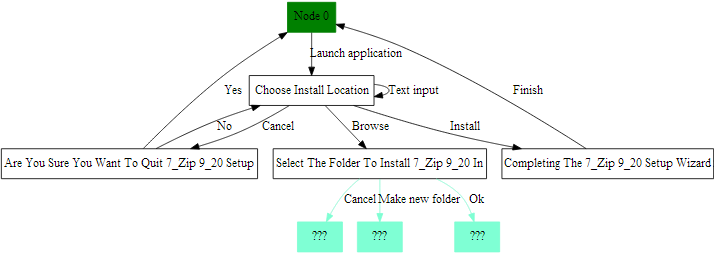 Node 0
Launch application
Choose Install Location
Text input
Yes
Finish
No
Cancel
Browse
Install
Are You Sure You Want To Quit 7_Zip 9_20 Setup
Select The Folder To Install 7_Zip 9_20 In
Completing The 7_Zip 9_20 Setup Wizard
Cancel
Make new folder
Ok
???
???
???